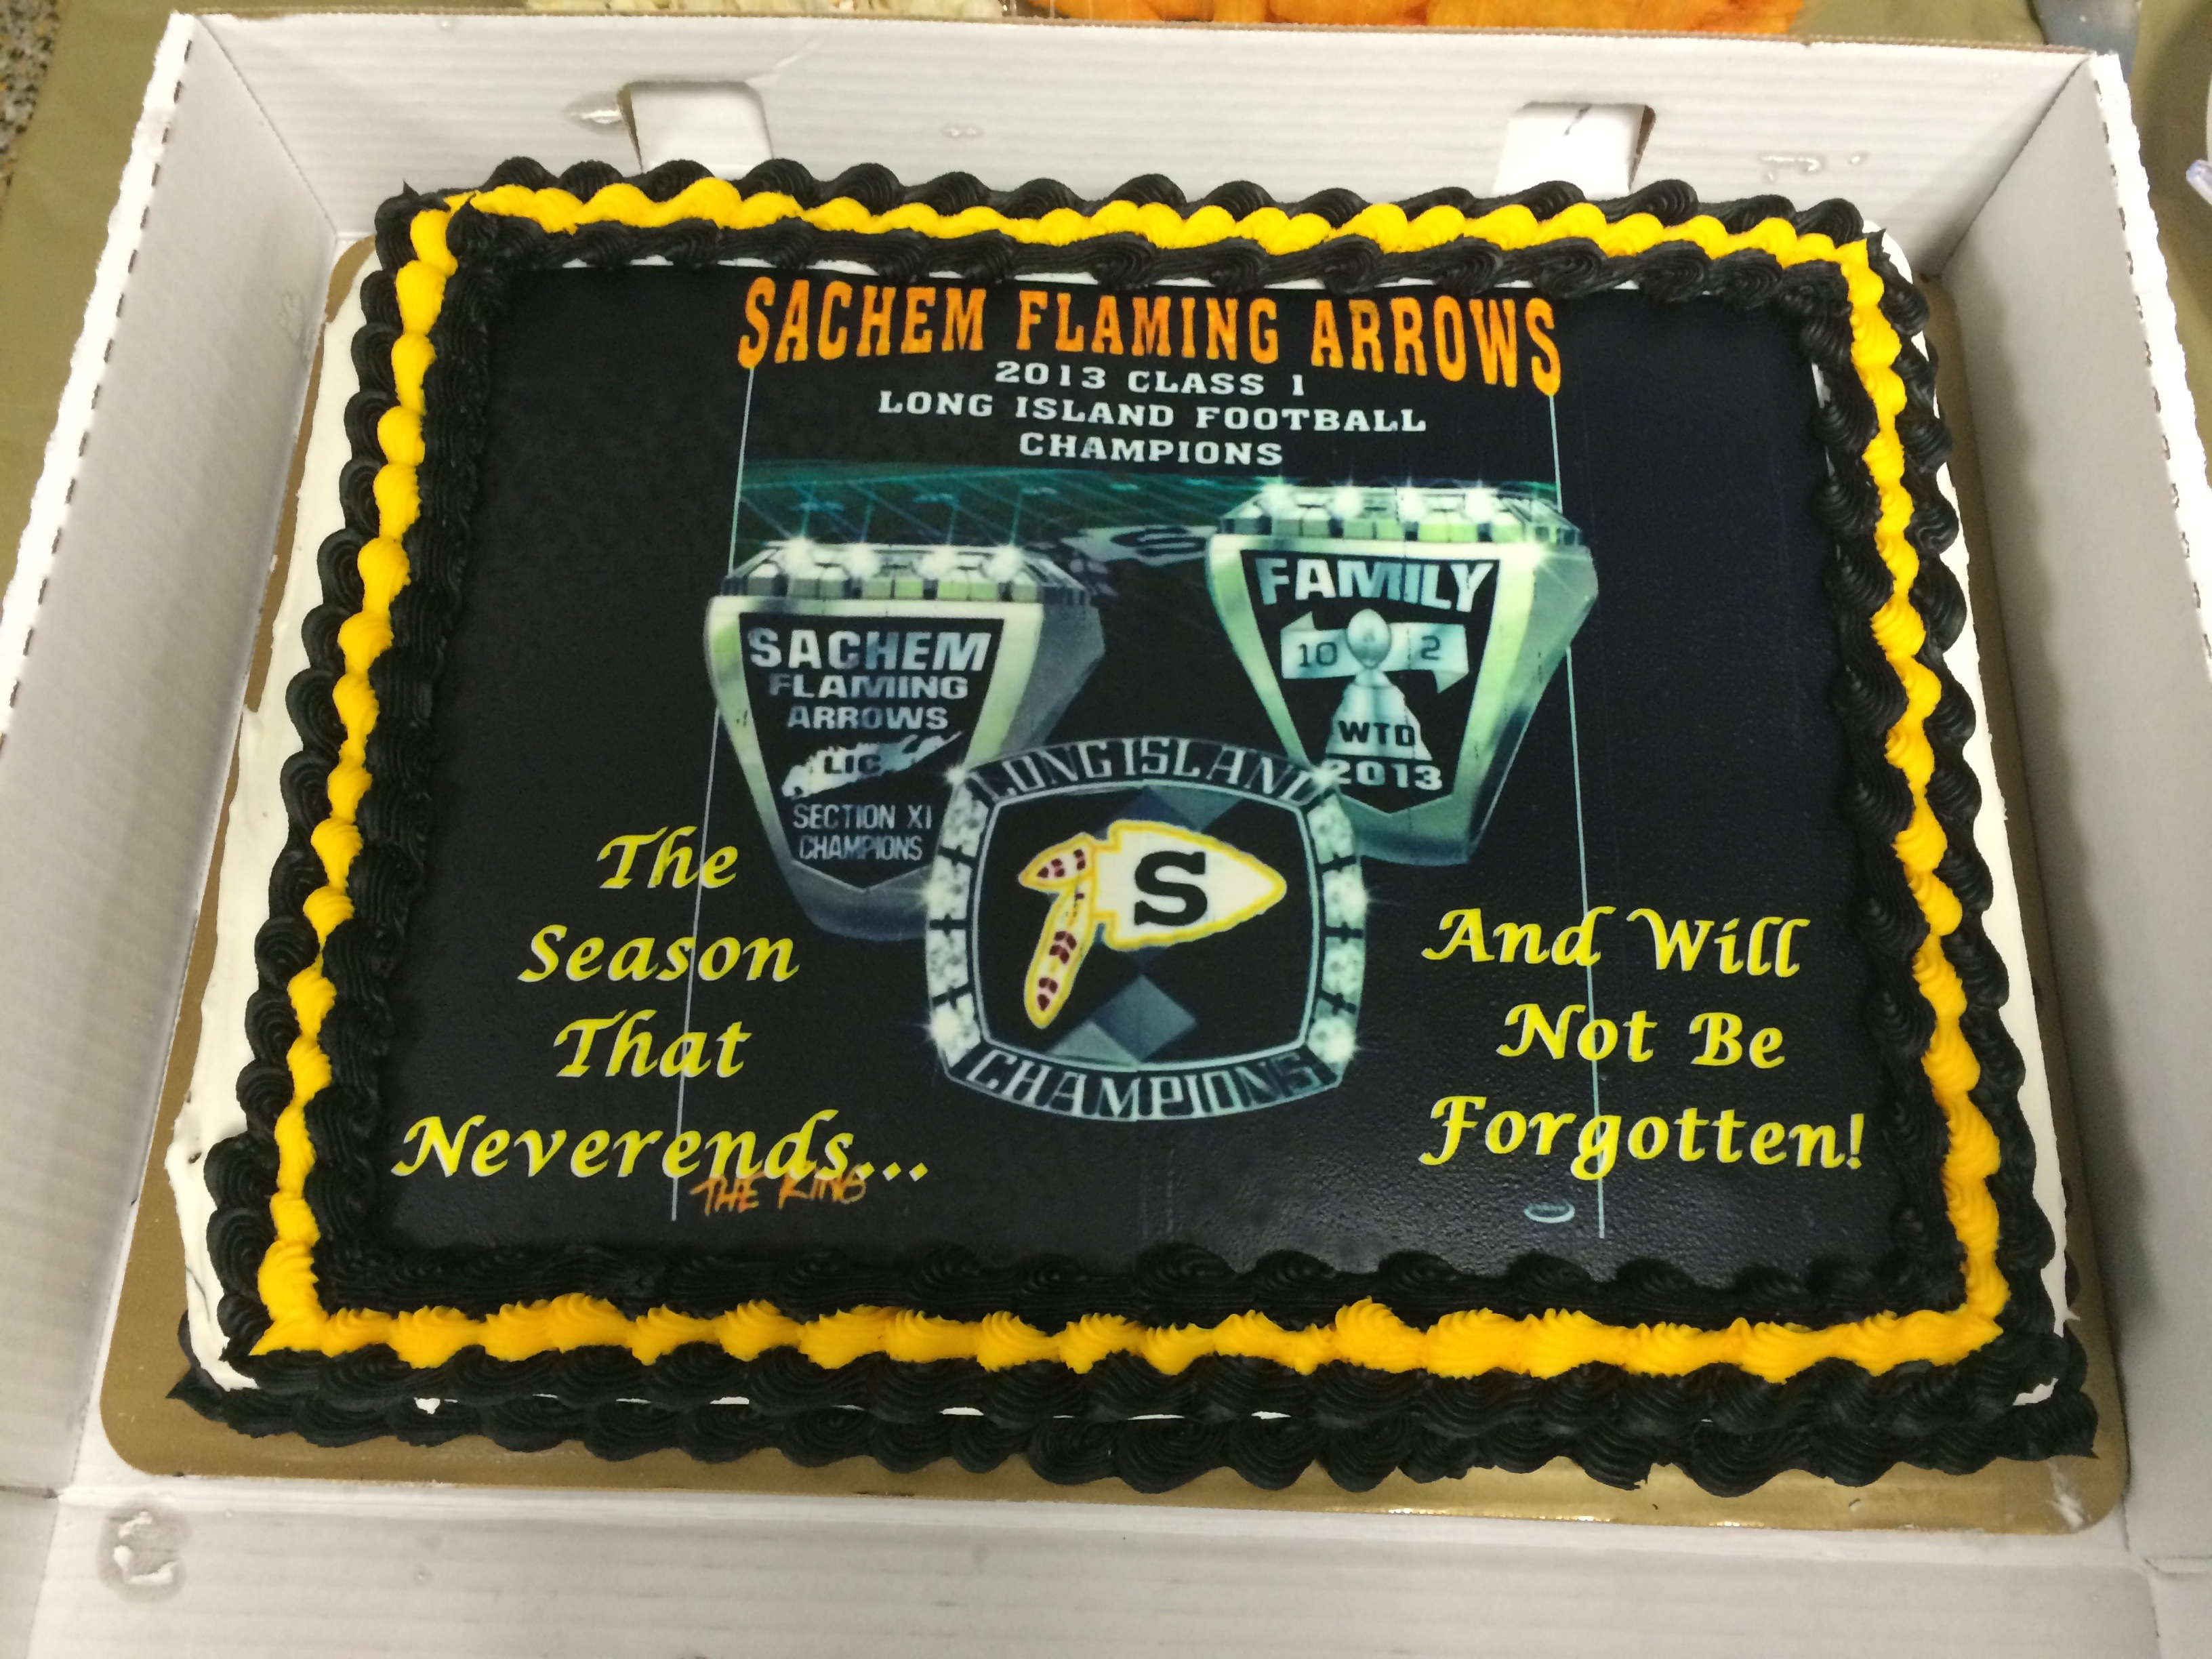 SACHEM FLAMING ARROWS
2013 CLASS 1
LONG ISLAND FOOTBALL
CHAMPIONS
SACHEM
FLAMING
ARROWS
LIC
SECTION XI
CHAMPIONS
FAMILY
10 2
WTD
2013
LONG ISLAND
S
CHAMPIONS
The
Season
That
Neverends...
THE KING
And Will
Not Be
Forgotten!